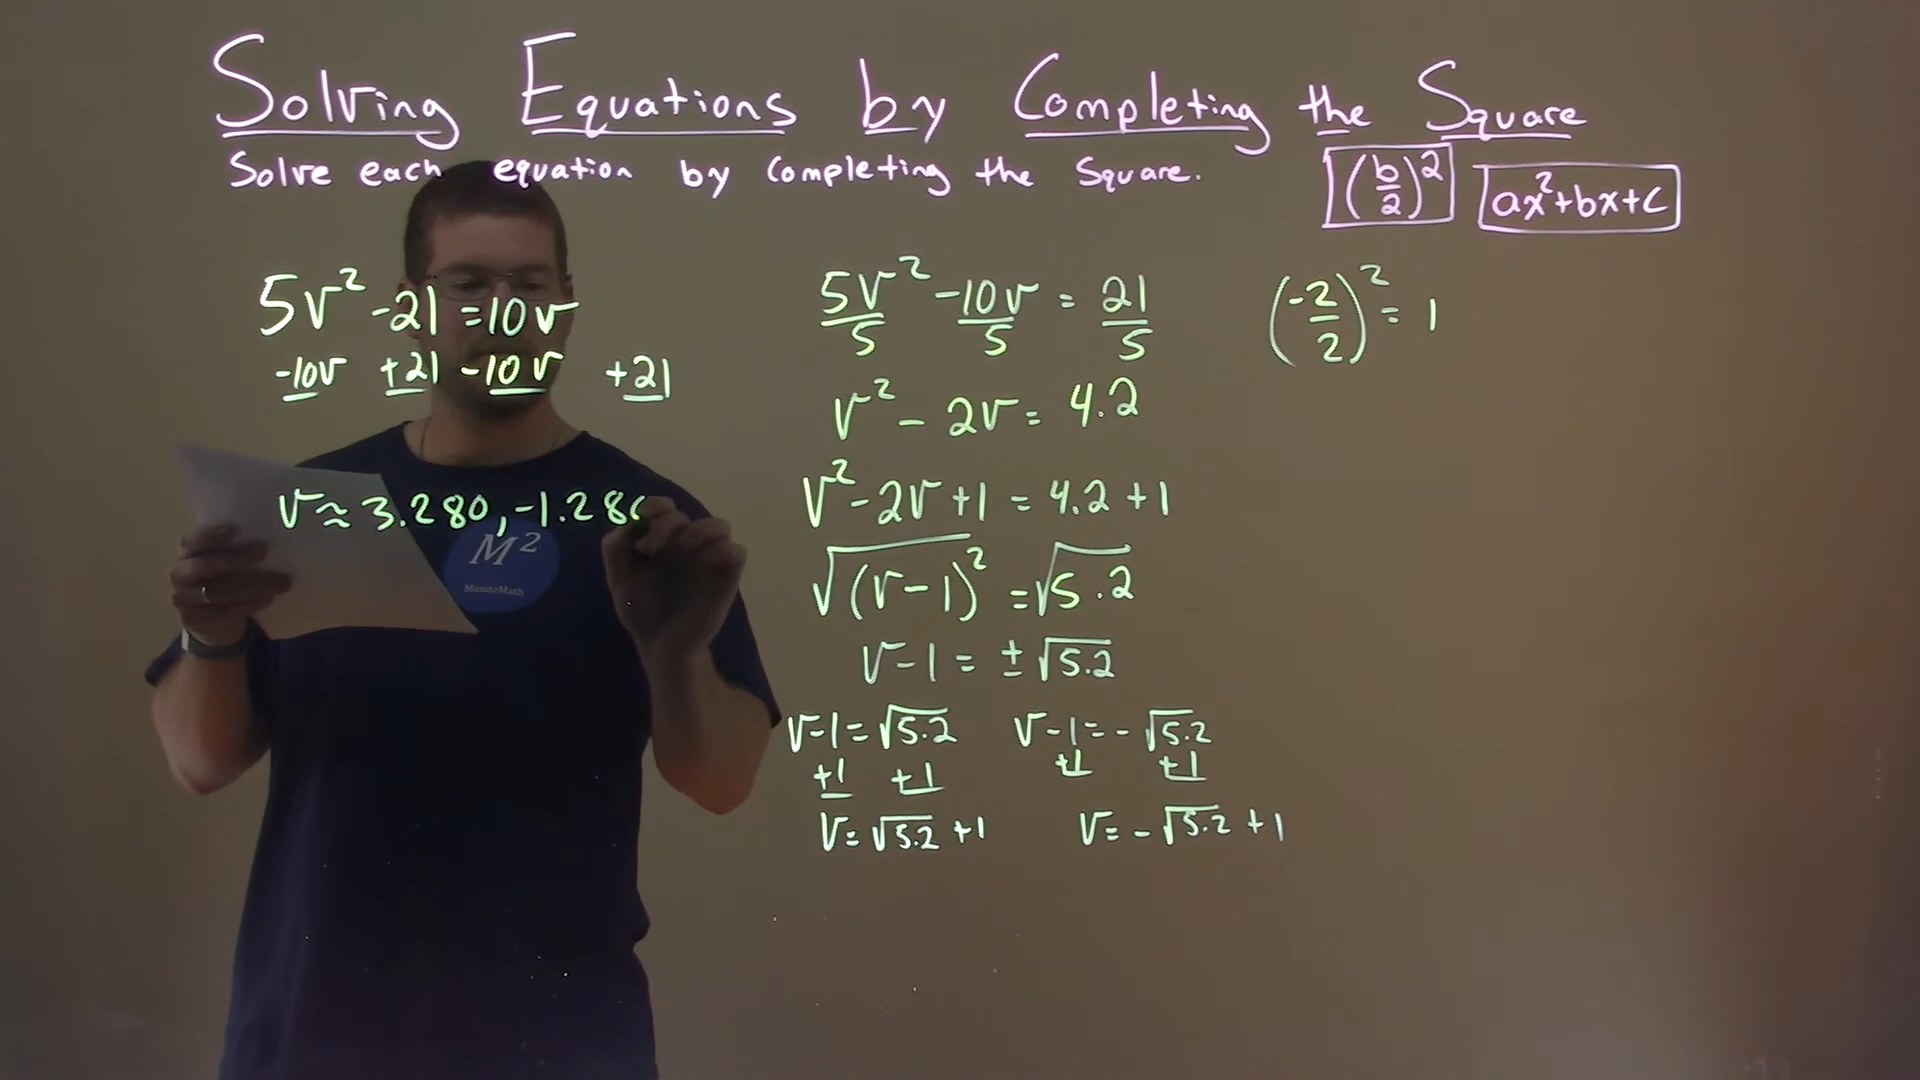 Solving Equations by Completing the Square
Solve each equation by Completing the Square.
(b/2)² ax²+bx+c
5v² -21 =10v
-10v +21 -10v +21
v≈3.280, -1.280
M²
MinuteMath
5v²/5 -10v/5 = 21/5
v² - 2v = 4.2
v² -2v +1 = 4.2 +1
√(v-1)² = √5.2
v-1 = ±√5.2
v-1 = √5.2 v-1 = -√5.2
+1 +1 +1 +1
v= √5.2 +1 v= -√5.2 +1
(-2/2)² = 1